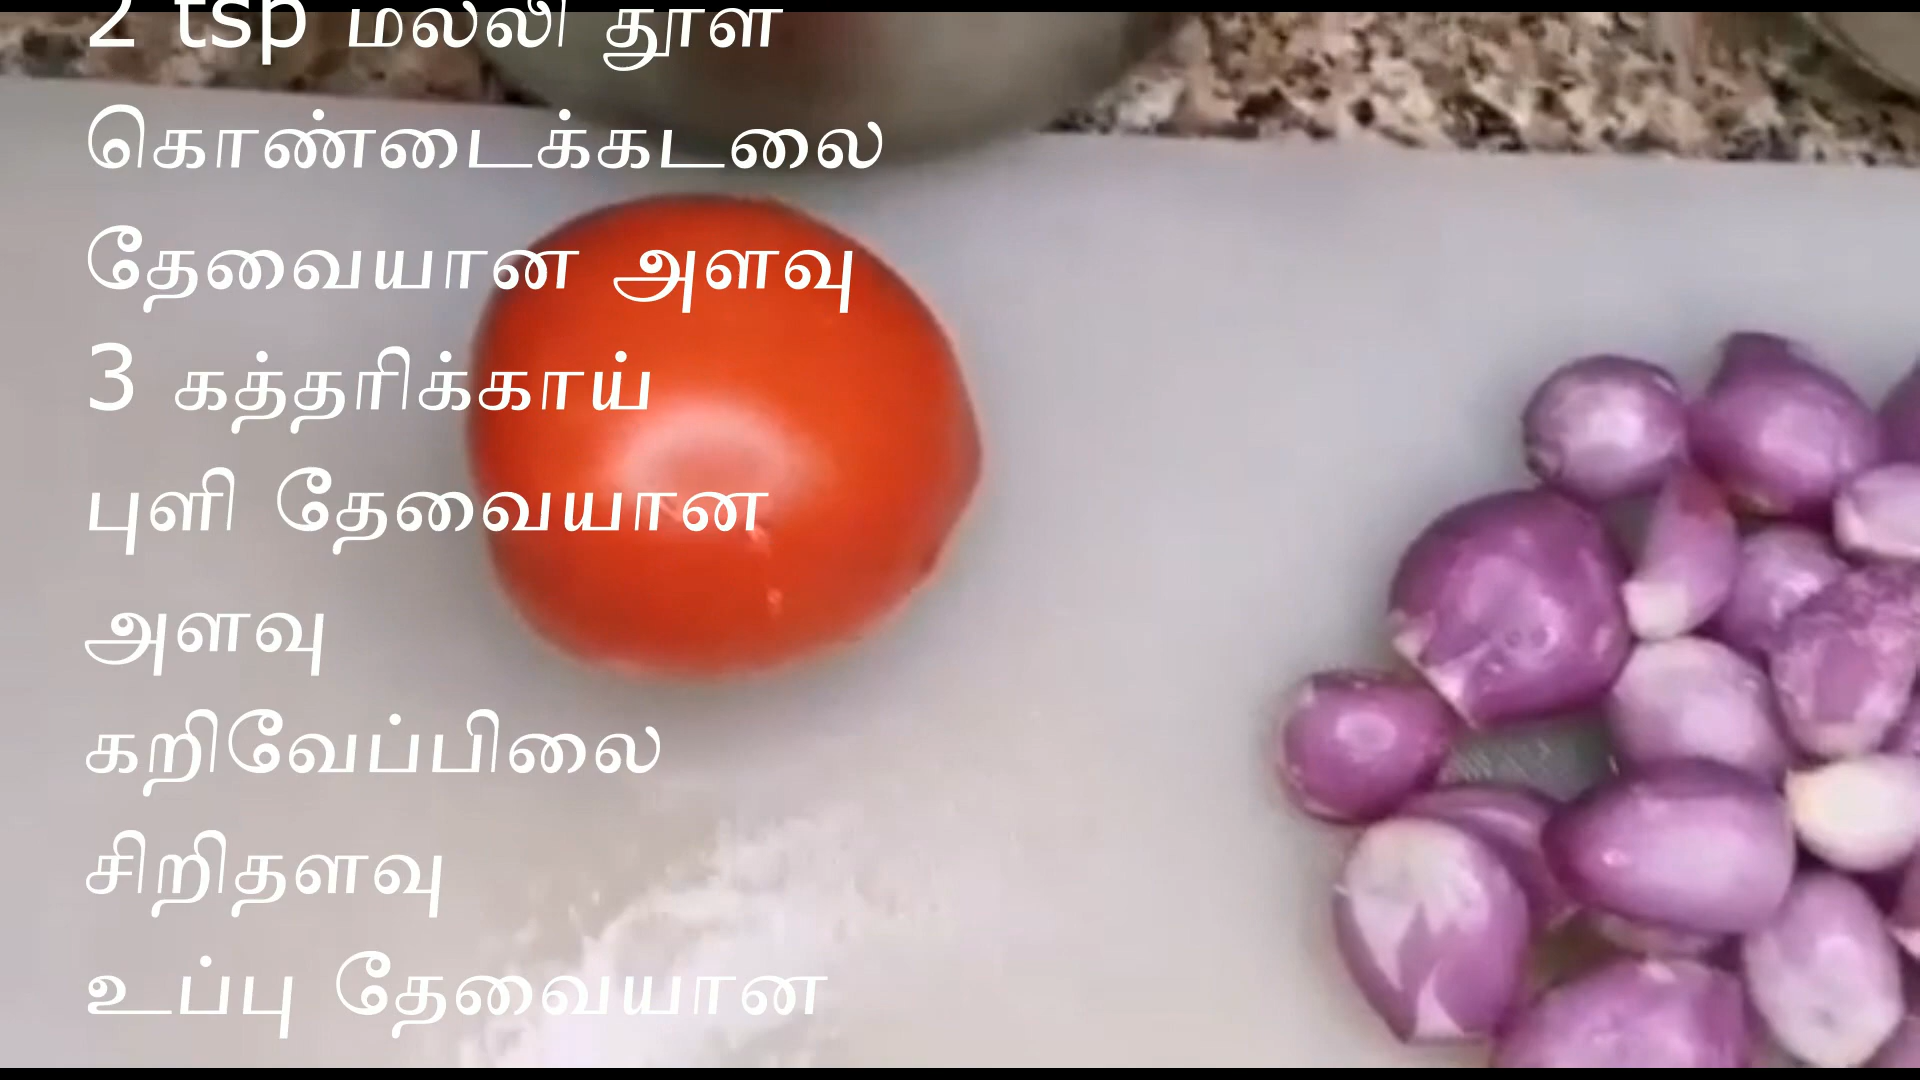 2 tsp மல்லி தூள்
கொண்டைக்கடலை
தேவையான அளவு
3 கத்தரிக்காய்
புளி தேவையான
அளவு
கறிவேப்பிலை
சிறிதளவு
உப்பு தேவையான